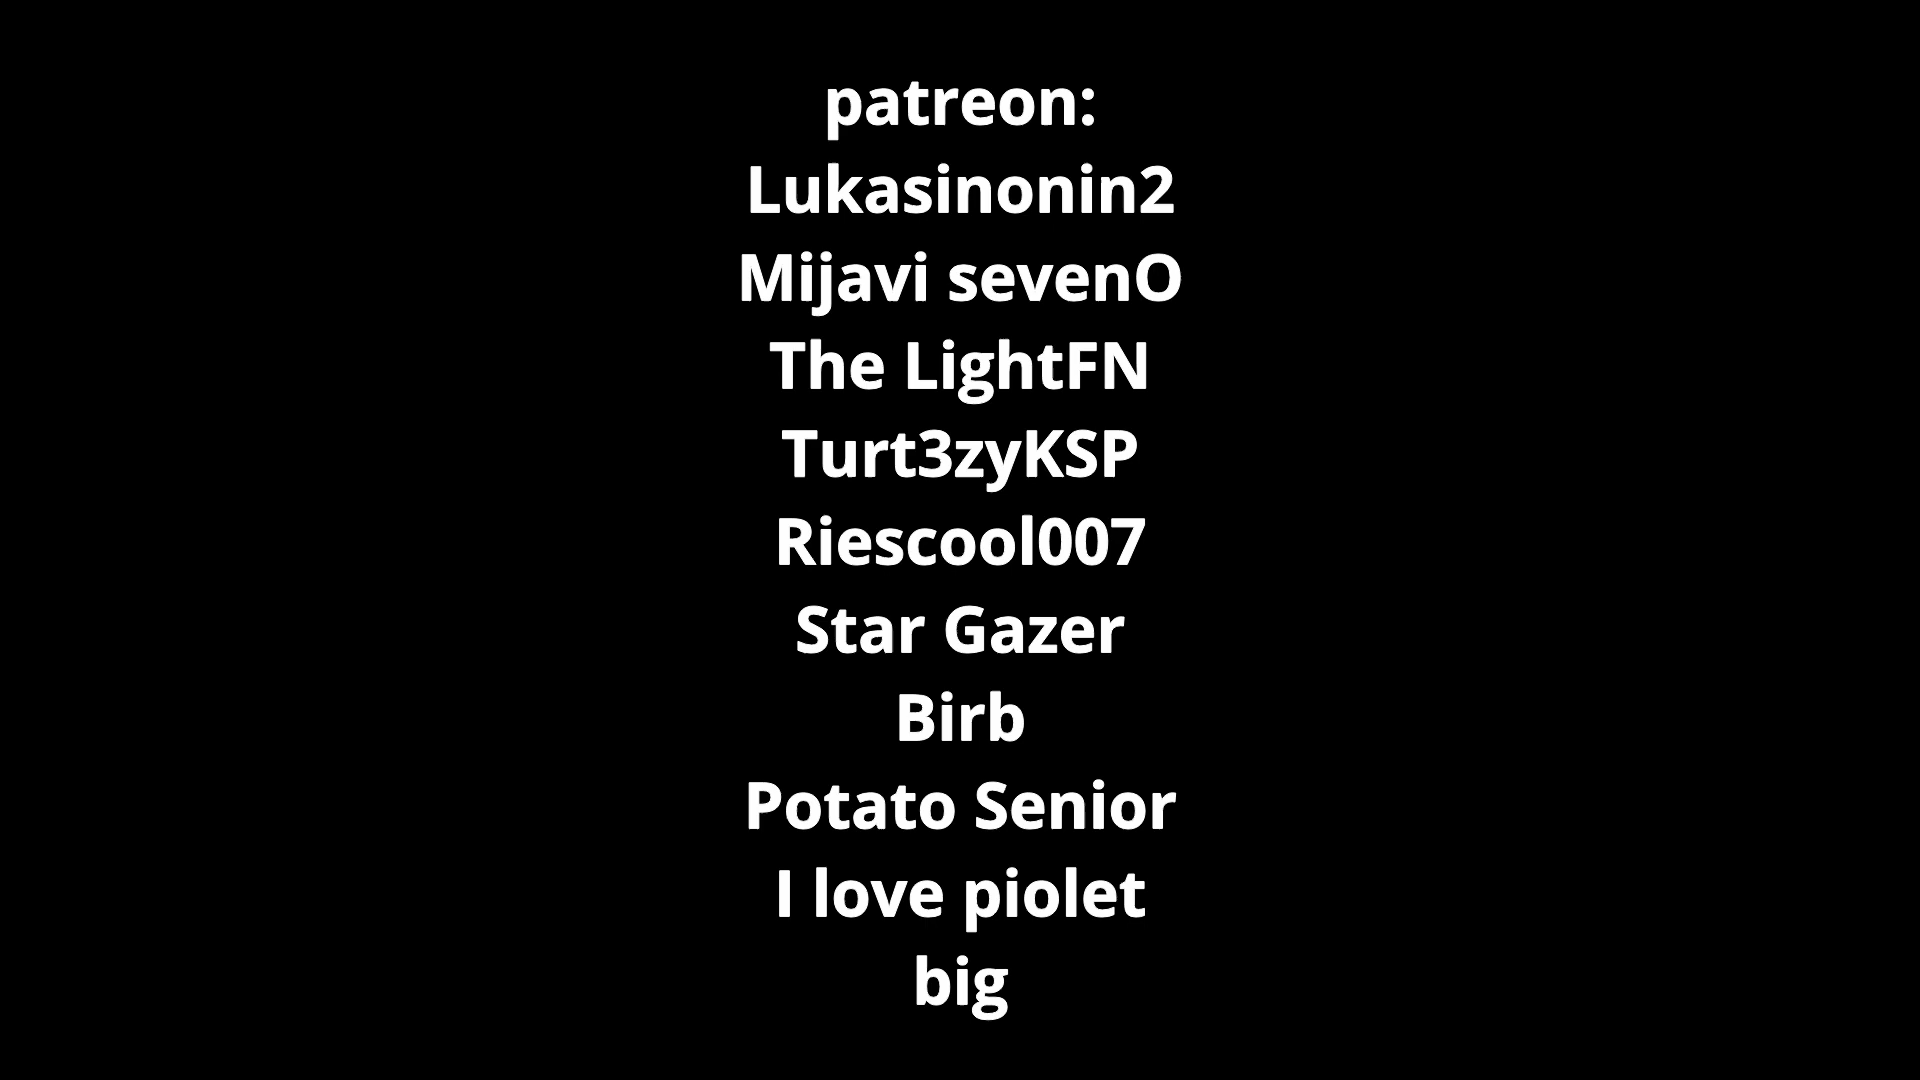 patreon:
Lukasinonin2
Mijavi sevenO
The LightFN
Turt3zyKSP
Riescool007
Star Gazer
Birb
Potato Senior
I love piolet
big